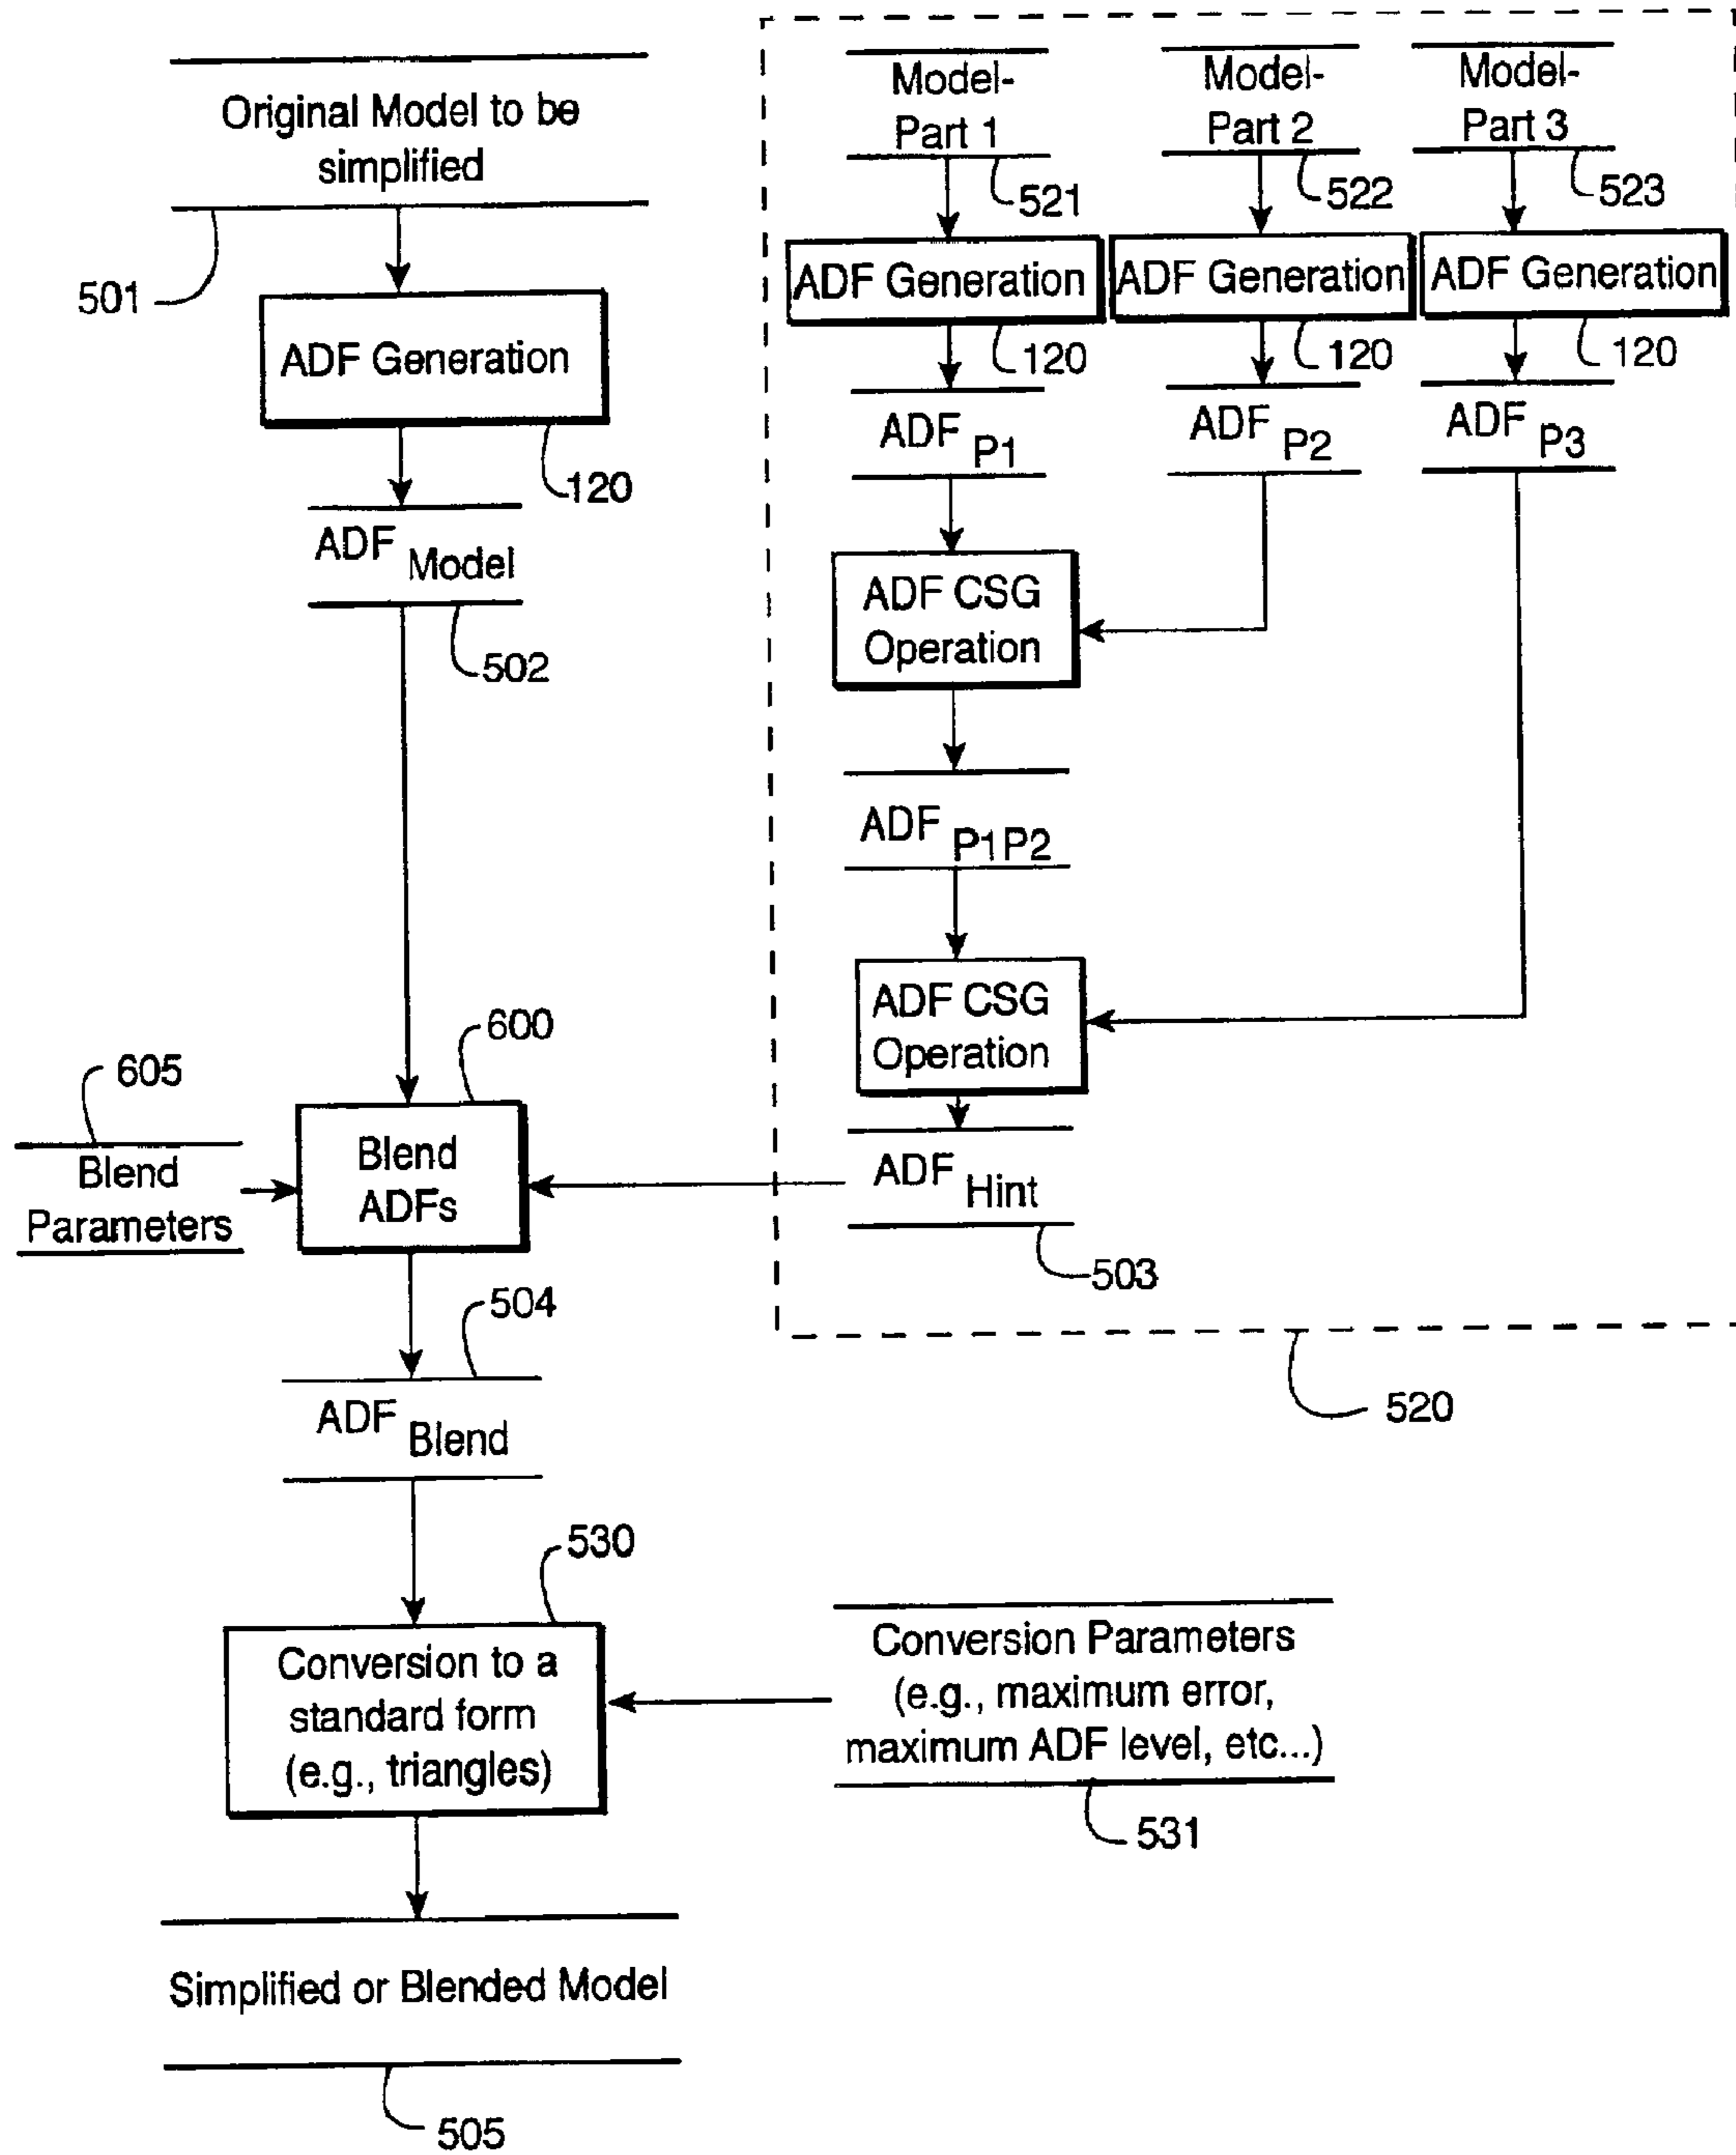 Original Model to be
simplified
501
ADF Generation
120
ADF Model
502
Model-
Part 1
521
Model-
Part 2
522
Model-
Part 3
523
ADF Generation
120
ADF Generation
120
ADF Generation
120
ADF P1
ADF P2
ADF P3
ADF CSG
Operation
ADF P1P2
ADF CSG
Operation
ADF Hint
503
520
605
Blend
Parameters
600
Blend
ADFs
504
ADF Blend
530
Conversion to a
standard form
(e.g., triangles)
Conversion Parameters
(e.g., maximum error,
maximum ADF level, etc...)
531
Simplified or Blended Model
505